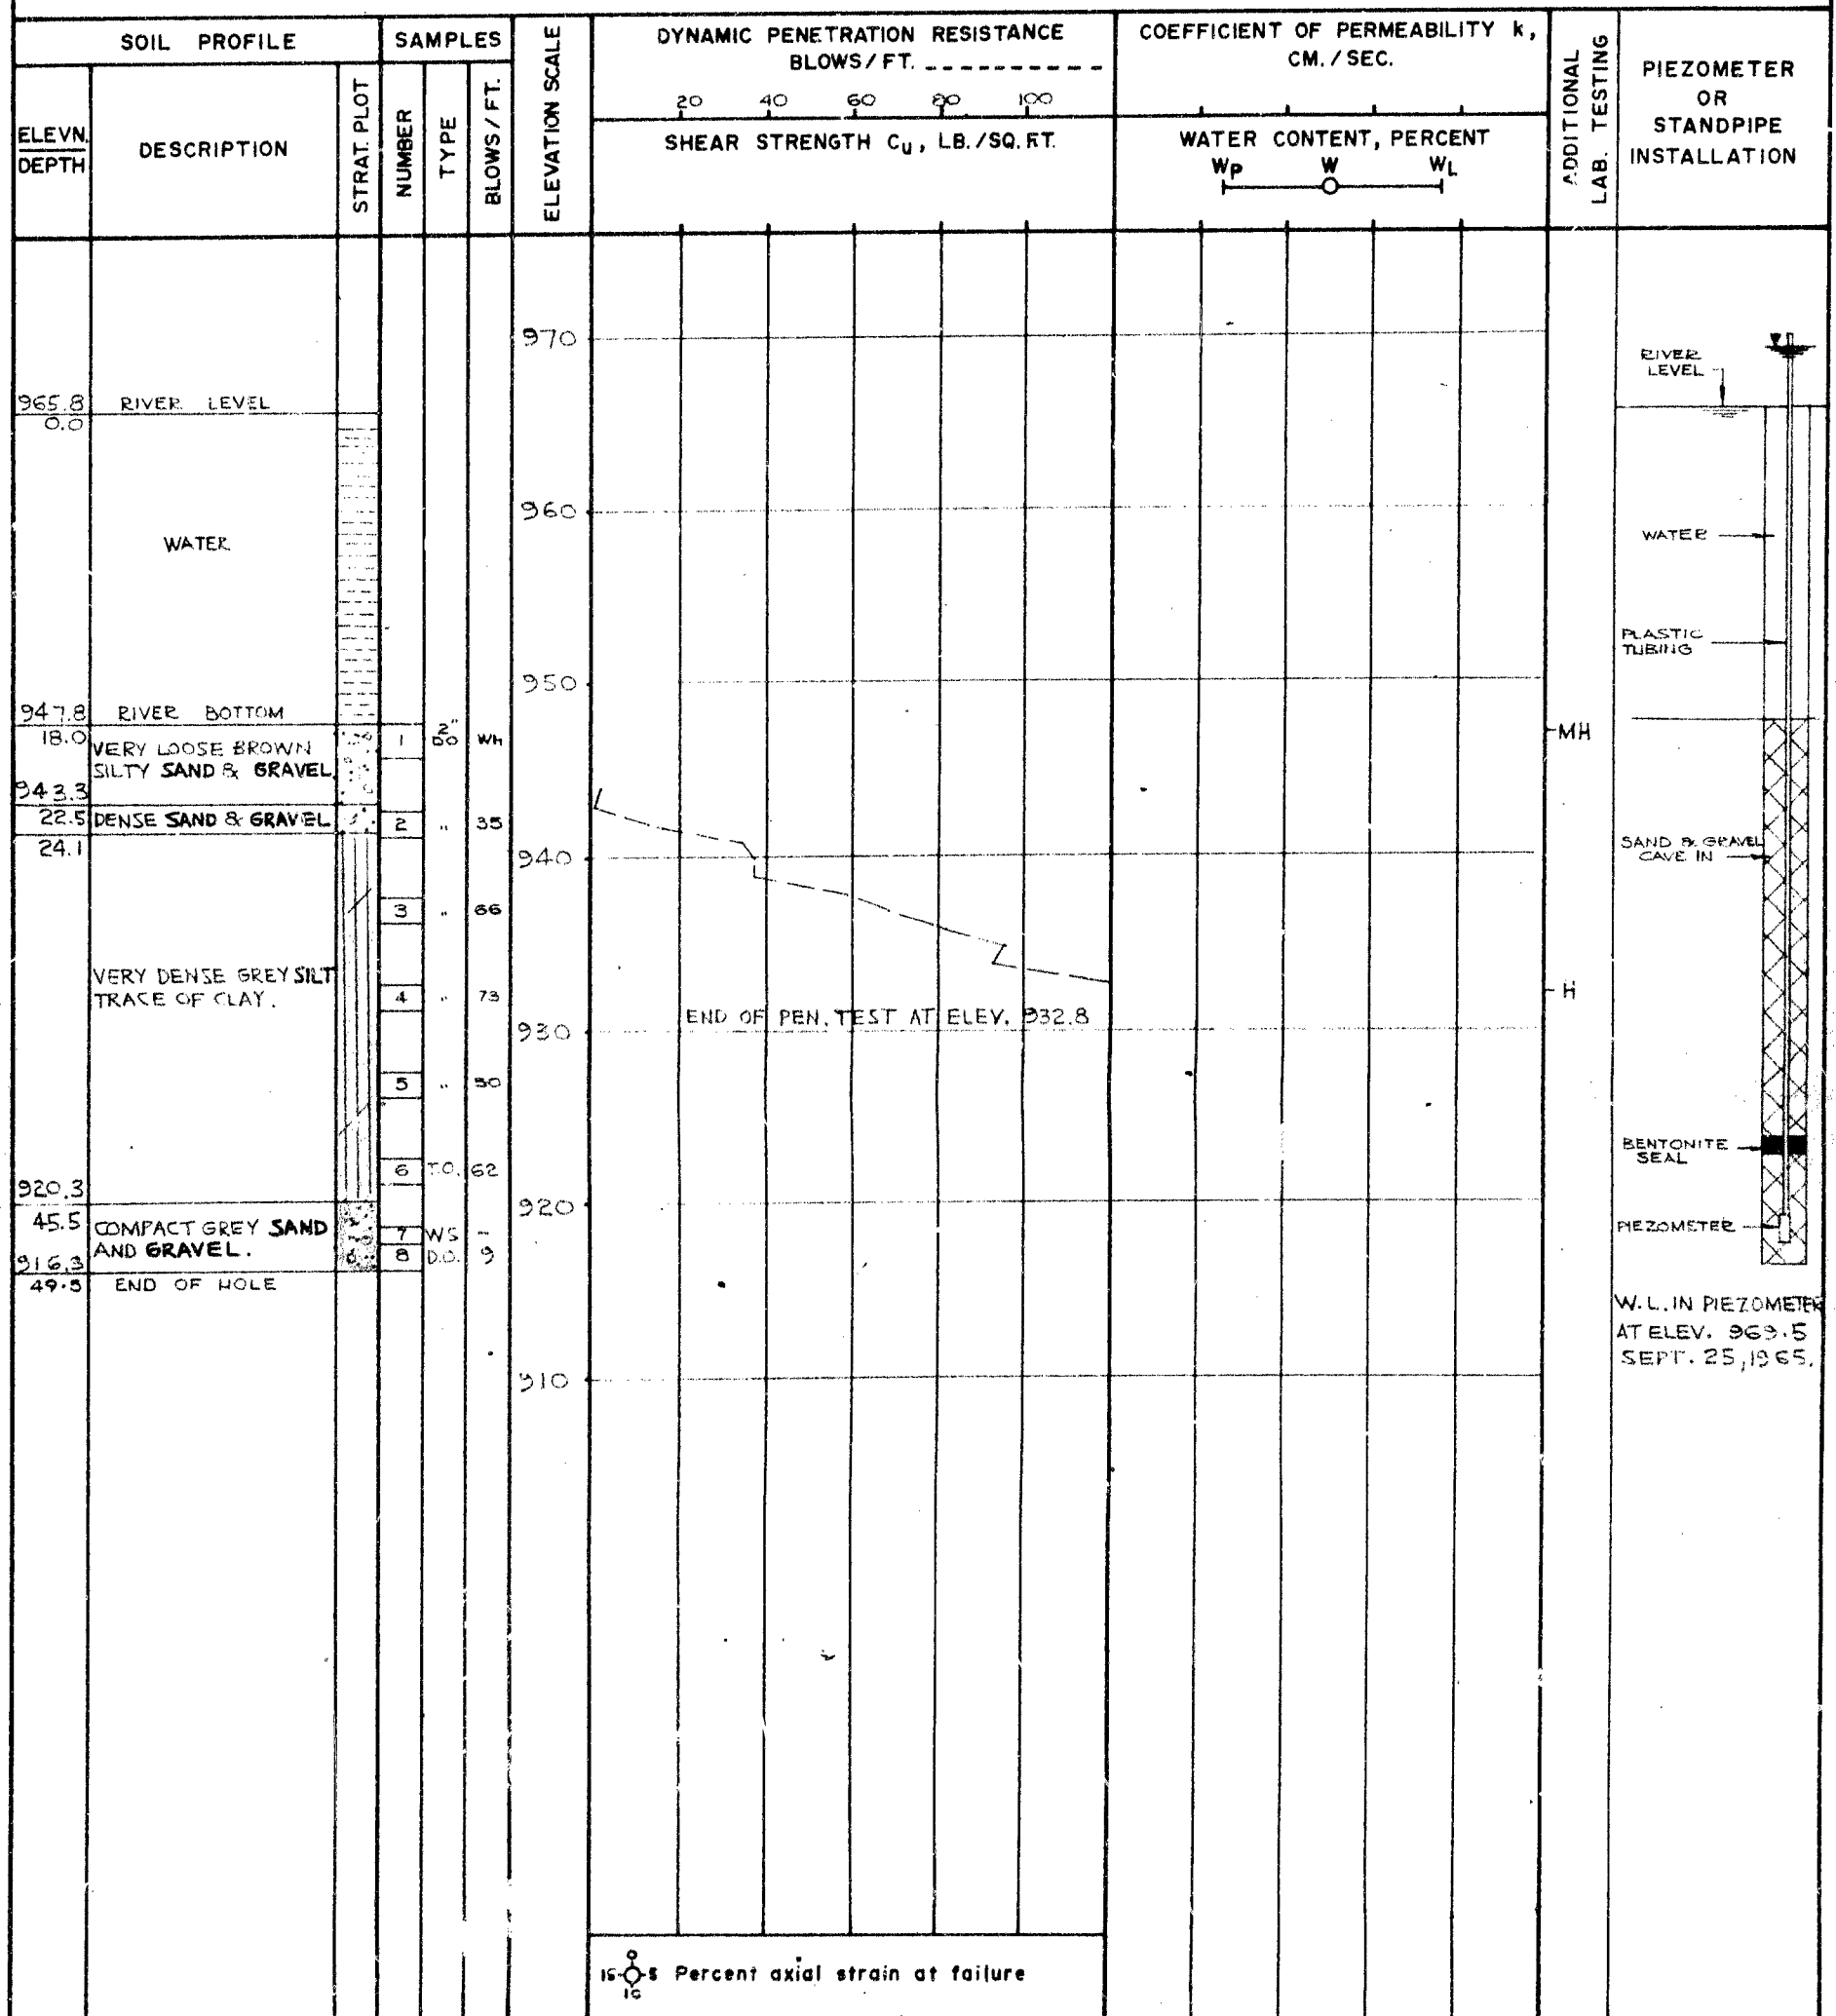 SOIL PROFILE
SAMPLES
ELEVATION SCALE
DYNAMIC PENETRATION RESISTANCE
BLOWS/FT. ----------
20 40 60 80 100
SHEAR STRENGTH Cu, LB./SQ.FT.
COEFFICIENT OF PERMEABILITY k,
CM./SEC.
WATER CONTENT, PERCENT
WP W WL
ADDITIONAL
LAB. TESTING
PIEZOMETER
OR
STANDPIPE
INSTALLATION
ELEVN.
DEPTH
DESCRIPTION
STRAT. PLOT
NUMBER
TYPE
BLOWS/FT.
970
RIVER
LEVEL
965.8 RIVER LEVEL
0.0
960
WATER
WATER
PLASTIC
TUBING
950
947.8 RIVER BOTTOM
18.0
VERY LOOSE BROWN
SILTY SAND & GRAVEL
1 2" DO WH
MH
943.3
22.5 DENSE SAND & GRAVEL
2 " 35
24.1
940
SAND & GRAVEL
CAVE IN
3 " 66
VERY DENSE GREY SILT
TRACE OF CLAY.
4 " 73
H
END OF PEN. TEST AT ELEV. 932.8
930
5 " 50
BENTONITE
SEAL
6 T.O. 62
920.3
920
45.5 COMPACT GREY SAND
AND GRAVEL.
7 WS -
8 D.O. 9
PIEZOMETER
916.3
49.5 END OF HOLE
W.L. IN PIEZOMETER
AT ELEV. 969.5
SEPT. 25, 1965.
910
0
15 5 Percent axial strain at failure
10